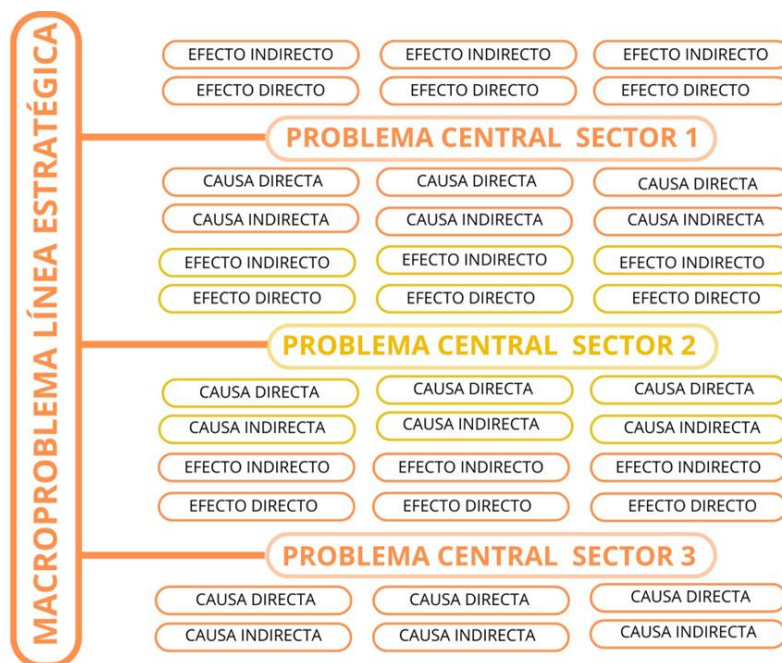 MACROPROBLEMA LÍNEA ESTRATÉGICA
EFECTO INDIRECTO EFECTO INDIRECTO EFECTO INDIRECTO
EFECTO DIRECTO EFECTO DIRECTO EFECTO DIRECTO
PROBLEMA CENTRAL SECTOR 1
CAUSA DIRECTA CAUSA DIRECTA CAUSA DIRECTA
CAUSA INDIRECTA CAUSA INDIRECTA CAUSA INDIRECTA
EFECTO INDIRECTO EFECTO INDIRECTO EFECTO INDIRECTO
EFECTO DIRECTO EFECTO DIRECTO EFECTO DIRECTO
PROBLEMA CENTRAL SECTOR 2
CAUSA DIRECTA CAUSA DIRECTA CAUSA DIRECTA
CAUSA INDIRECTA CAUSA INDIRECTA CAUSA INDIRECTA
EFECTO INDIRECTO EFECTO INDIRECTO EFECTO INDIRECTO
EFECTO DIRECTO EFECTO DIRECTO EFECTO DIRECTO
PROBLEMA CENTRAL SECTOR 3
CAUSA DIRECTA CAUSA DIRECTA CAUSA DIRECTA
CAUSA INDIRECTA CAUSA INDIRECTA CAUSA INDIRECTA